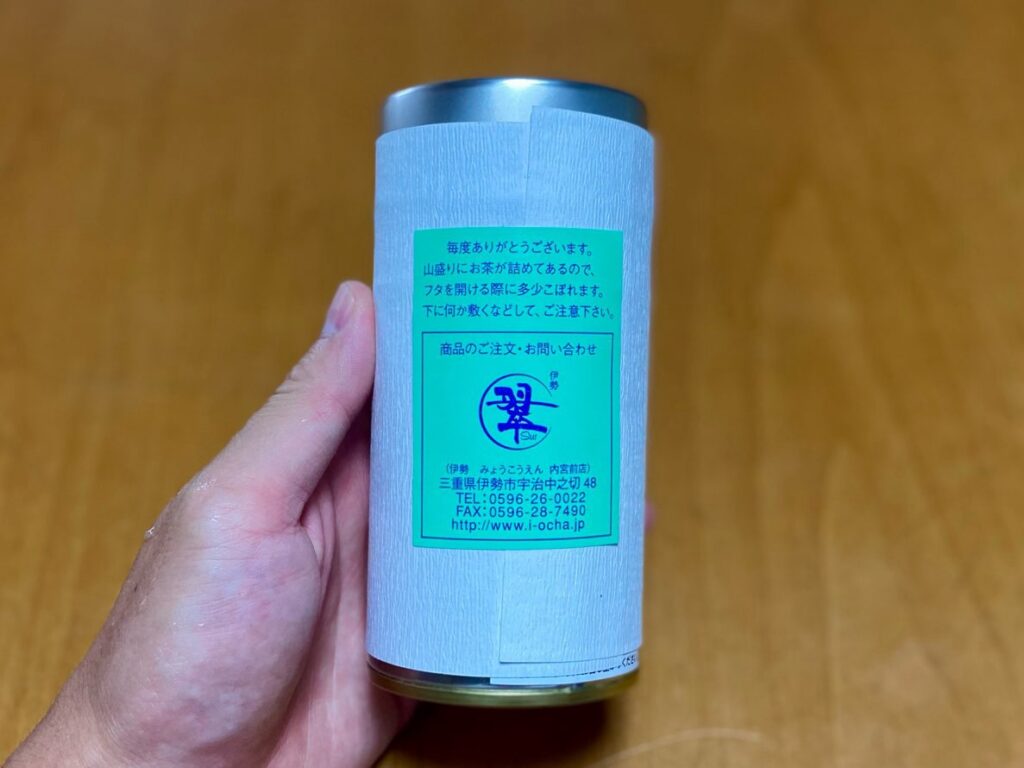 毎度ありがとうございます。
山盛りにお茶が詰めてあるので、
フタを開ける際に多少こぼれます。
下に何か敷くなどして、ご注意下さい。
商品のご注文・お問い合わせ
伊勢
翠
Sui
(伊勢 みょうこうえん 内宮前店)
三重県伊勢市宇治中之切48
TEL:0596-26-0022
FAX:0596-28-7490
http://www.i-ocha.jp
ください